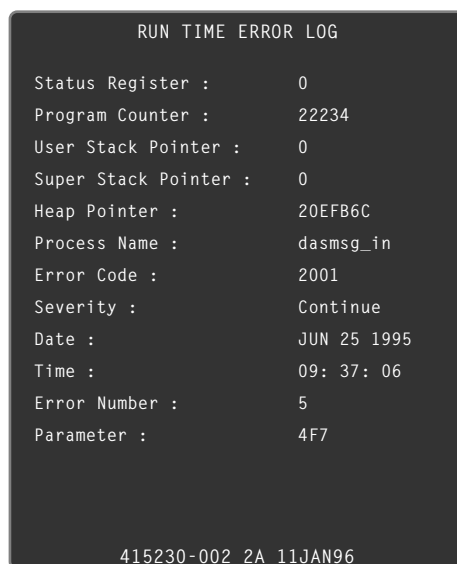 RUN TIME ERROR LOG
Status Register : 0
Program Counter : 22234
User Stack Pointer : 0
Super Stack Pointer : 0
Heap Pointer : 20EFB6C
Process Name : dasmsg_in
Error Code : 2001
Severity : Continue
Date : JUN 25 1995
Time : 09: 37: 06
Error Number : 5
Parameter : 4F7
415230-002 2A 11JAN96